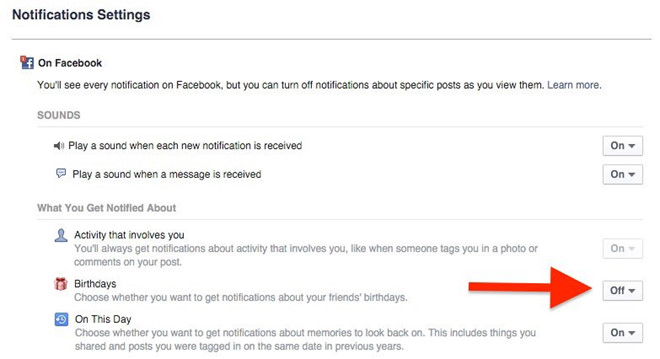 Notifications Settings
On Facebook
You'll see every notification on Facebook, but you can turn off notifications about specific posts as you view them. Learn more.
SOUNDS
Play a sound when each new notification is received On
Play a sound when a message is received On
What You Get Notified About
Activity that involves you
You'll always get notifications about activity that involves you, like when someone tags you in a photo or On
comments on your post.
Birthdays
Choose whether you want to get notifications about your friends' birthdays. Off
On This Day
Choose whether you want to get notifications about memories to look back on. This includes things you On
shared and posts you were tagged in on the same date in previous years.